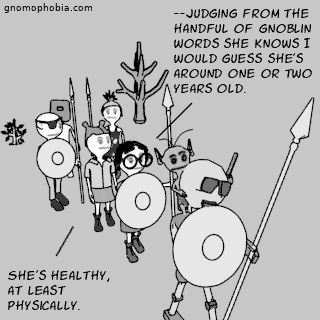 gnomophobia.com
--JUDGING FROM THE
HANDFUL OF GNOBLIN
WORDS SHE KNOWS I
WOULD GUESS SHE'S
AROUND ONE OR TWO
YEARS OLD.
SHE'S HEALTHY,
AT LEAST
PHYSICALLY.